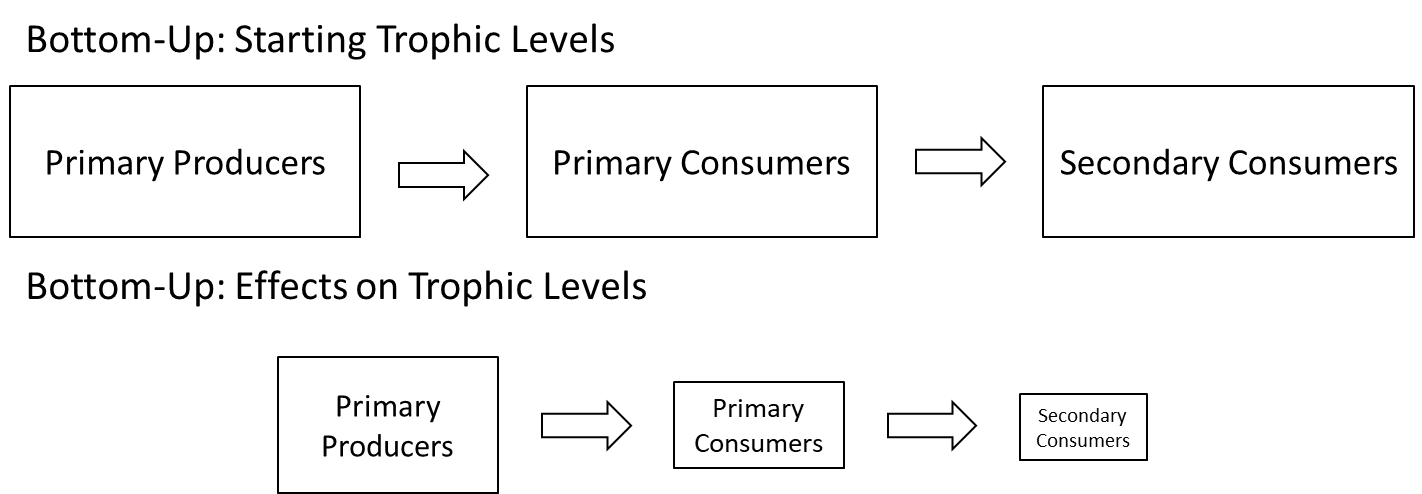 Bottom-Up: Starting Trophic Levels
Primary Producers
Primary Consumers
Secondary Consumers
Bottom-Up: Effects on Trophic Levels
Primary
Producers
Primary
Consumers
Secondary
Consumers